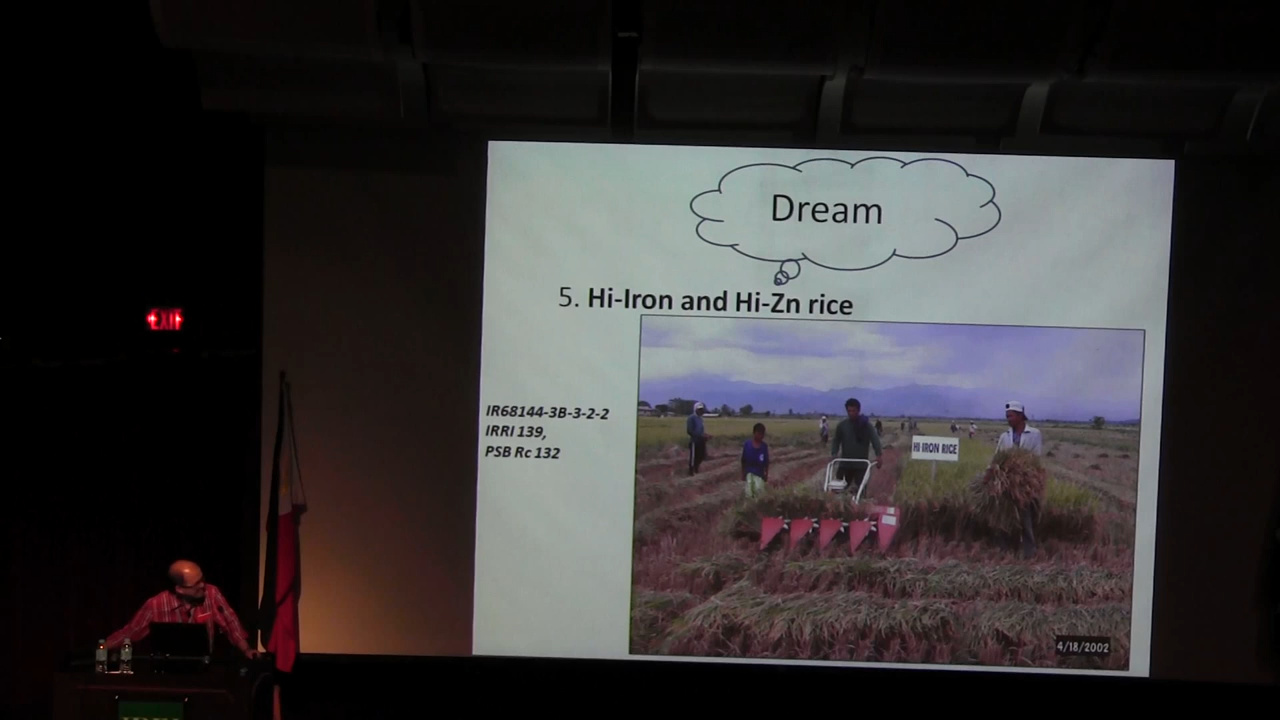 Dream
5. Hi-Iron and Hi-Zn rice
IR68144-3B-3-2-2
IRRI 139,
PSB Rc 132
HI IRON RICE
4/18/2002
EXIT